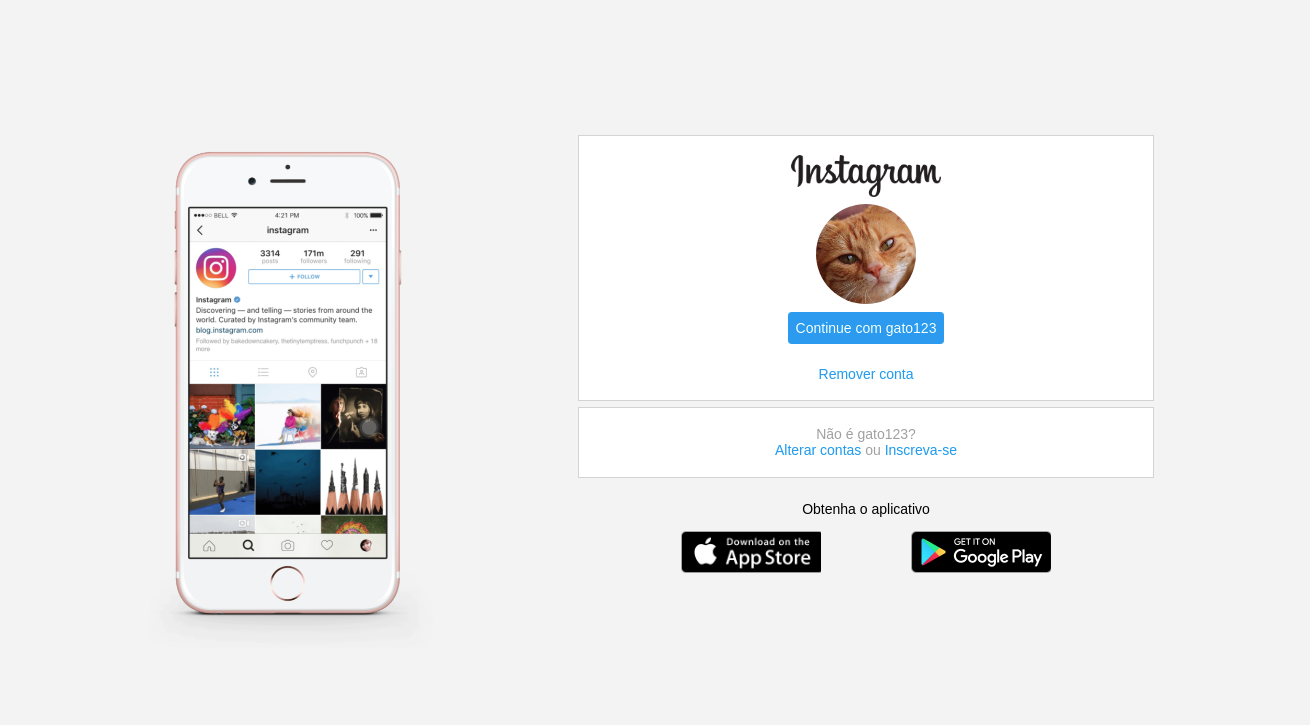 ●●●○○ BELL 4:21 PM 100%
instagram
3314 171m 291
posts followers following
+ FOLLOW
Instagram
Discovering — and telling — stories from around the
world. Curated by Instagram's community team.
blog.instagram.com
Followed by bakedowncakery, thetinytemptress, lunchpunch + 18
more
Instagram
Continue com gato123
Remover conta
Não é gato123?
Alterar contas ou Inscreva-se
Obtenha o aplicativo
Download on the
App Store
GET IT ON
Google Play